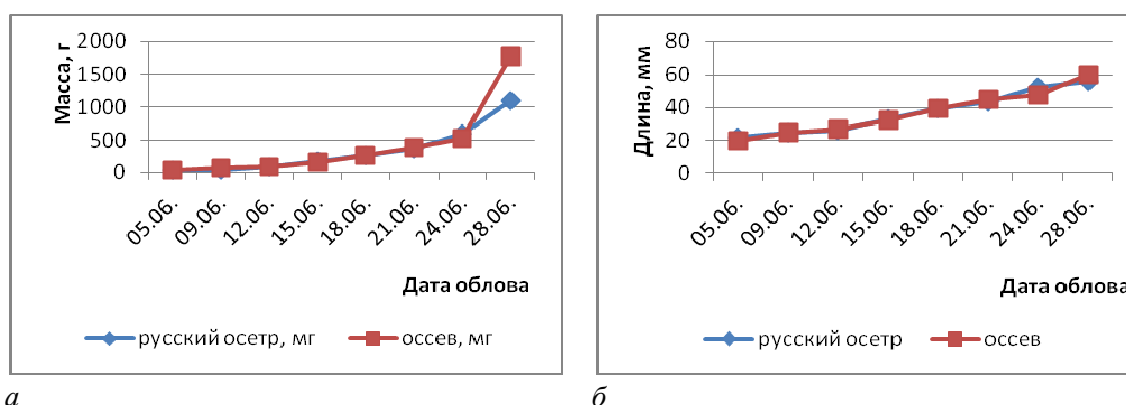 Масса, г
2000
1500
1000
500
0
05.06.
09.06.
12.06.
15.06.
18.06.
21.06.
24.06.
28.06.
Дата облова
русский осетр, мг
оссев, мг
а
Длина, мм
80
60
40
20
0
05.06.
09.06.
12.06.
15.06.
18.06.
21.06.
24.06.
28.06.
Дата облова
русский осетр
оссев
б